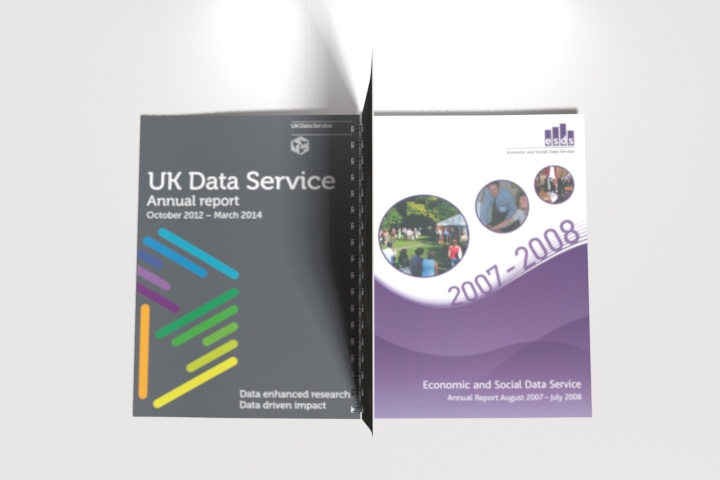 UK Data Service
UK Data Service
Annual report
October 2012 – March 2014
Data enhanced research
Data driven impact
esds
Economic and Social Data Service
2007-2008
Economic and Social Data Service
Annual Report August 2007 – July 2008